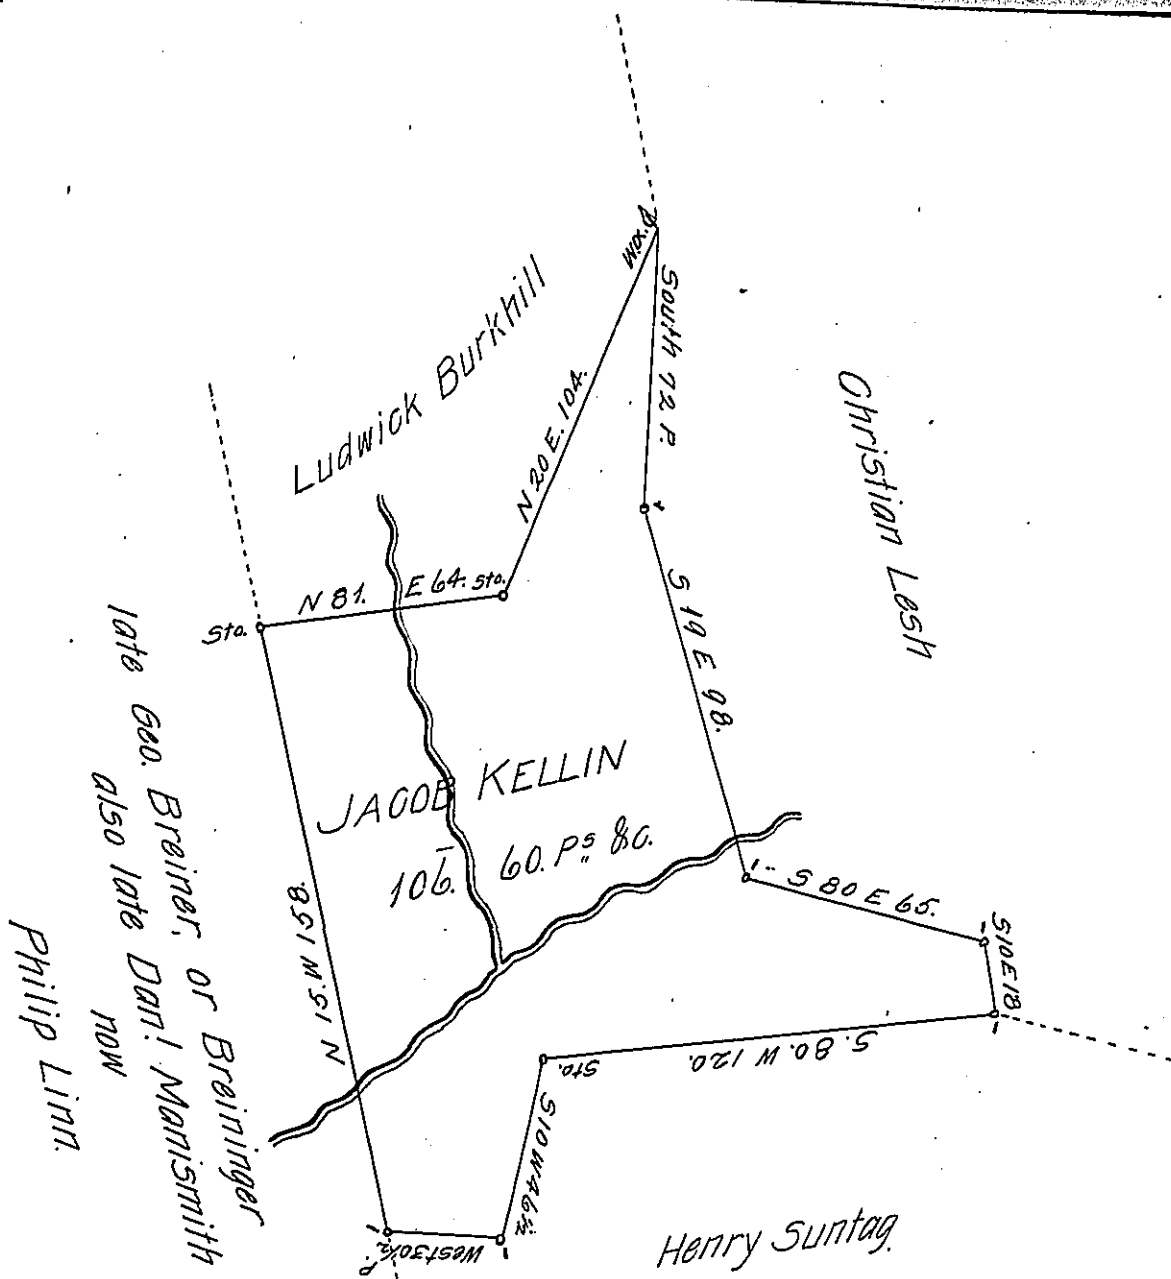 W.O.
South 72 P.
Ludwick Burkhill
N 20 E. 104.
Christian Lesh
S 19 E 98.
N 81. E 64. Sto.
Sto.
JACOB KELLIN
106. 60. Ps &c.
S 80 E 65.
S10E18
S. 80. W 120.
Sto.
S10W46½
West 30½ P.
N 15. W 158.
late Geo. Breiner, or Breininger
also late Danl. Manismith
now
Philip Linn.
Henry Suntag.